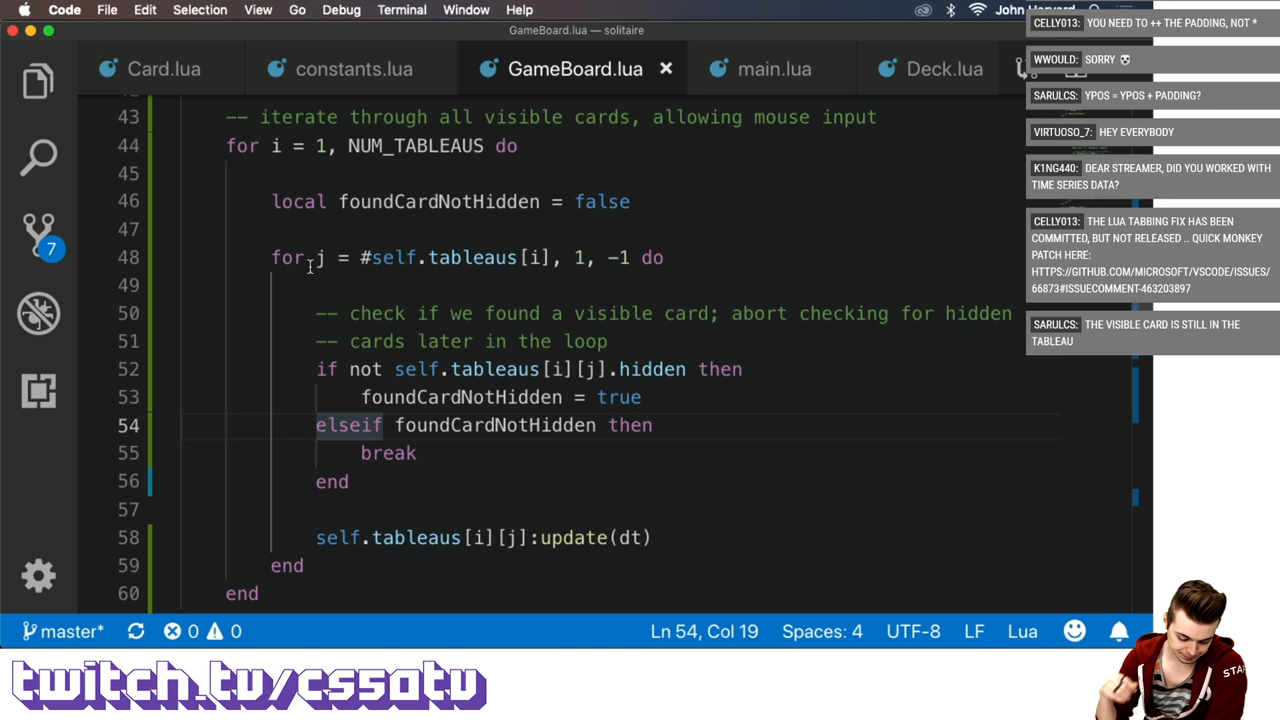 Code File Edit Selection View Go Debug Terminal Window Help
John Harvard
GameBoard.lua — solitaire
Card.lua
constants.lua
GameBoard.lua
main.lua
Deck.lua
43 -- iterate through all visible cards, allowing mouse input
44 for i = 1, NUM_TABLEAUS do
45
46 local foundCardNotHidden = false
47
48 for j = #self.tableaus[i], 1, -1 do
49
50 -- check if we found a visible card; abort checking for hidden
51 -- cards later in the loop
52 if not self.tableaus[i][j].hidden then
53 foundCardNotHidden = true
54 elseif foundCardNotHidden then
55 break
56 end
57
58 self.tableaus[i][j]:update(dt)
59 end
60 end
7
master*
0
0
Ln 54, Col 19
Spaces: 4
UTF-8
LF
Lua
CELLY013: YOU NEED TO ++ THE PADDING, NOT *
WWOULD: SORRY
SARULCS: YPOS = YPOS + PADDING?
VIRTUOSO_7: HEY EVERYBODY
K1NG440: DEAR STREAMER, DID YOU WORKED WITH
TIME SERIES DATA?
CELLY013: THE LUA TABBING FIX HAS BEEN
COMMITTED, BUT NOT RELEASED .. QUICK MONKEY
PATCH HERE:
HTTPS://GITHUB.COM/MICROSOFT/VSCODE/ISSUES/
66873#ISSUECOMMENT-463203897
SARULCS: THE VISIBLE CARD IS STILL IN THE
TABLEAU
twitch.tv/cs50tv